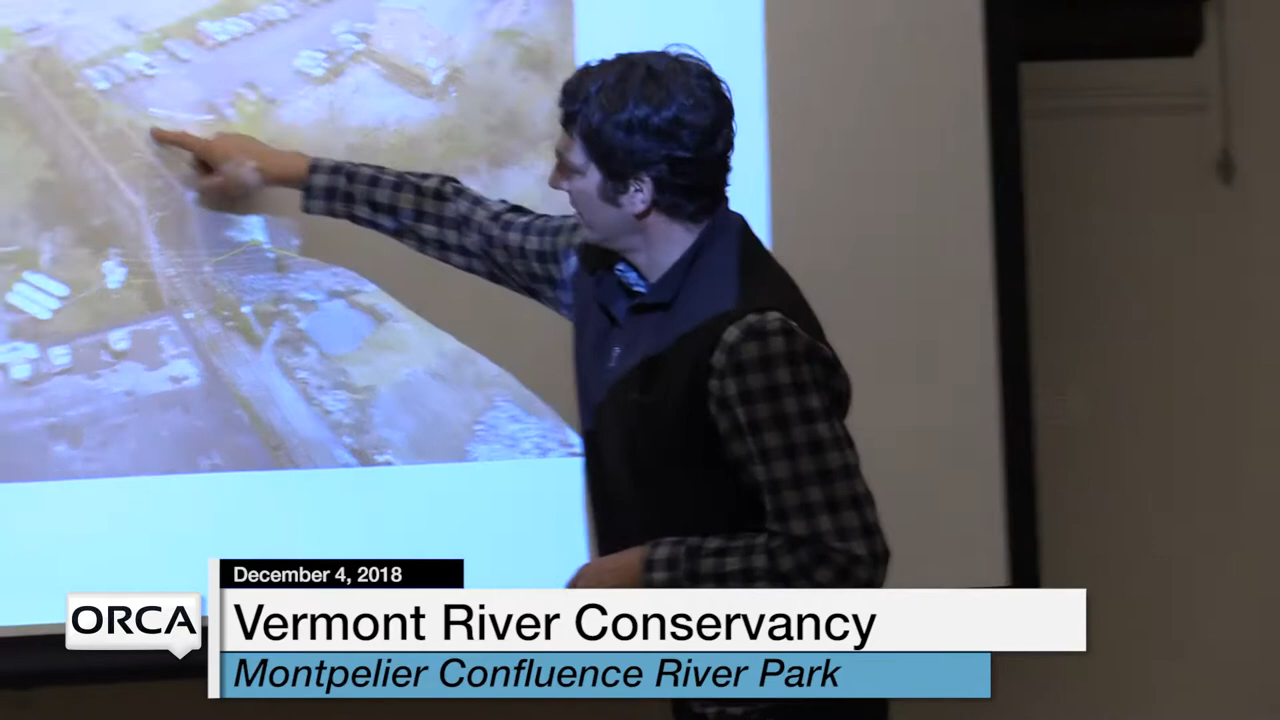 December 4, 2018
ORCA
Vermont River Conservancy
Montpelier Confluence River Park